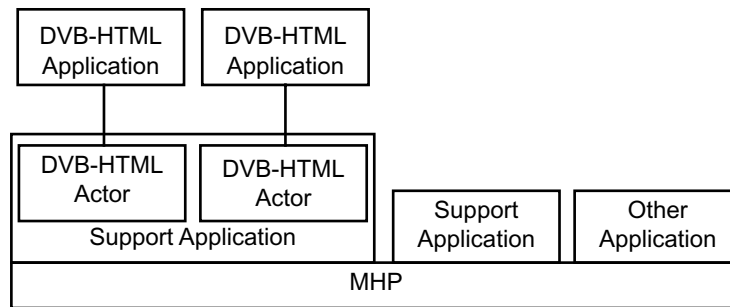 DVB-HTML
Application
DVB-HTML
Application
DVB-HTML
Actor
DVB-HTML
Actor
Support Application
Support
Application
Other
Application
MHP